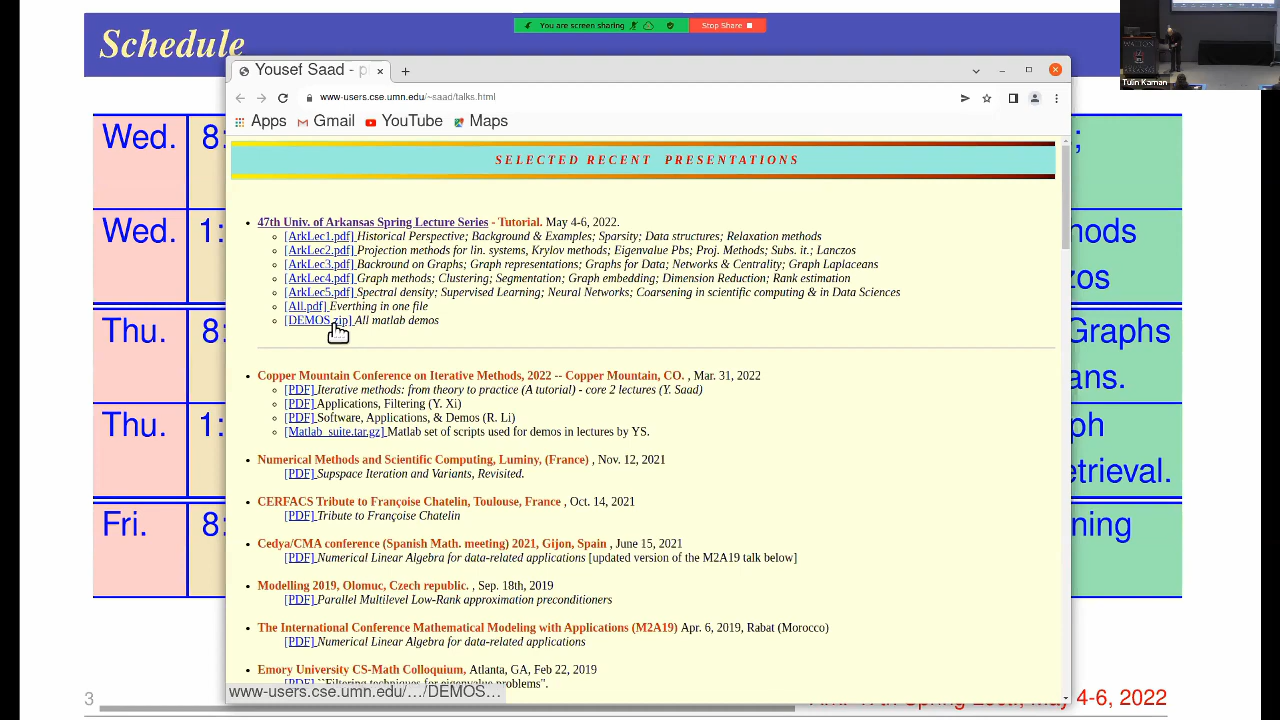 Schedule
You are screen sharing
Stop Share
Tulin Kaman
Yousef Saad - p
www-users.cse.umn.edu/~saad/talks.html
Apps Gmail YouTube Maps
SELECTED RECENT PRESENTATIONS
47th Univ. of Arkansas Spring Lecture Series - Tutorial. May 4-6, 2022.
[ArkLec1.pdf] Historical Perspective; Background & Examples; Sparsity; Data structures; Relaxation methods
[ArkLec2.pdf] Projection methods for lin. systems, Krylov methods; Eigenvalue Pbs; Proj. Methods; Subs. it.; Lanczos
[ArkLec3.pdf] Backround on Graphs; Graph representations; Graphs for Data; Networks & Centrality; Graph Laplaceans
[ArkLec4.pdf] Graph methods; Clustering; Segmentation; Graph embedding; Dimension Reduction; Rank estimation
[ArkLec5.pdf] Spectral density; Supervised Learning; Neural Networks; Coarsening in scientific computing & in Data Sciences
[All.pdf] Everthing in one file
[DEMOS.zip] All matlab demos
Copper Mountain Conference on Iterative Methods, 2022 -- Copper Mountain, CO. , Mar. 31, 2022
[PDF] Iterative methods: from theory to practice (A tutorial) - core 2 lectures (Y. Saad)
[PDF] Applications, Filtering (Y. Xi)
[PDF] Software, Applications, & Demos (R. Li)
[Matlab_suite.tar.gz] Matlab set of scripts used for demos in lectures by YS.
Numerical Methods and Scientific Computing, Luminy, (France) , Nov. 12, 2021
[PDF] Supspace Iteration and Variants, Revisited.
CERFACS Tribute to Françoise Chatelin, Toulouse, France , Oct. 14, 2021
[PDF] Tribute to Françoise Chatelin
Cedya/CMA conference (Spanish Math. meeting) 2021, Gijon, Spain , June 15, 2021
[PDF] Numerical Linear Algebra for data-related applications [updated version of the M2A19 talk below]
Modelling 2019, Olomuc, Czech republic. , Sep. 18th, 2019
[PDF] Parallel Multilevel Low-Rank approximation preconditioners
The International Conference Mathematical Modeling with Applications (M2A19) Apr. 6, 2019, Rabat (Morocco)
[PDF] Numerical Linear Algebra for data-related applications
Emory University CS-Math Colloquium, Atlanta, GA, Feb 22, 2019
[PDF] ``Filtering techniques for eigenvalue problems".
www-users.cse.umn.edu/…/DEMOS…
Wed. 8: ;
Wed. 1: nods
zos
Thu. 8: Graphs
ans.
Thu. 1: ph
etrieval.
Fri. 8: ning
3
May 4-6, 2022